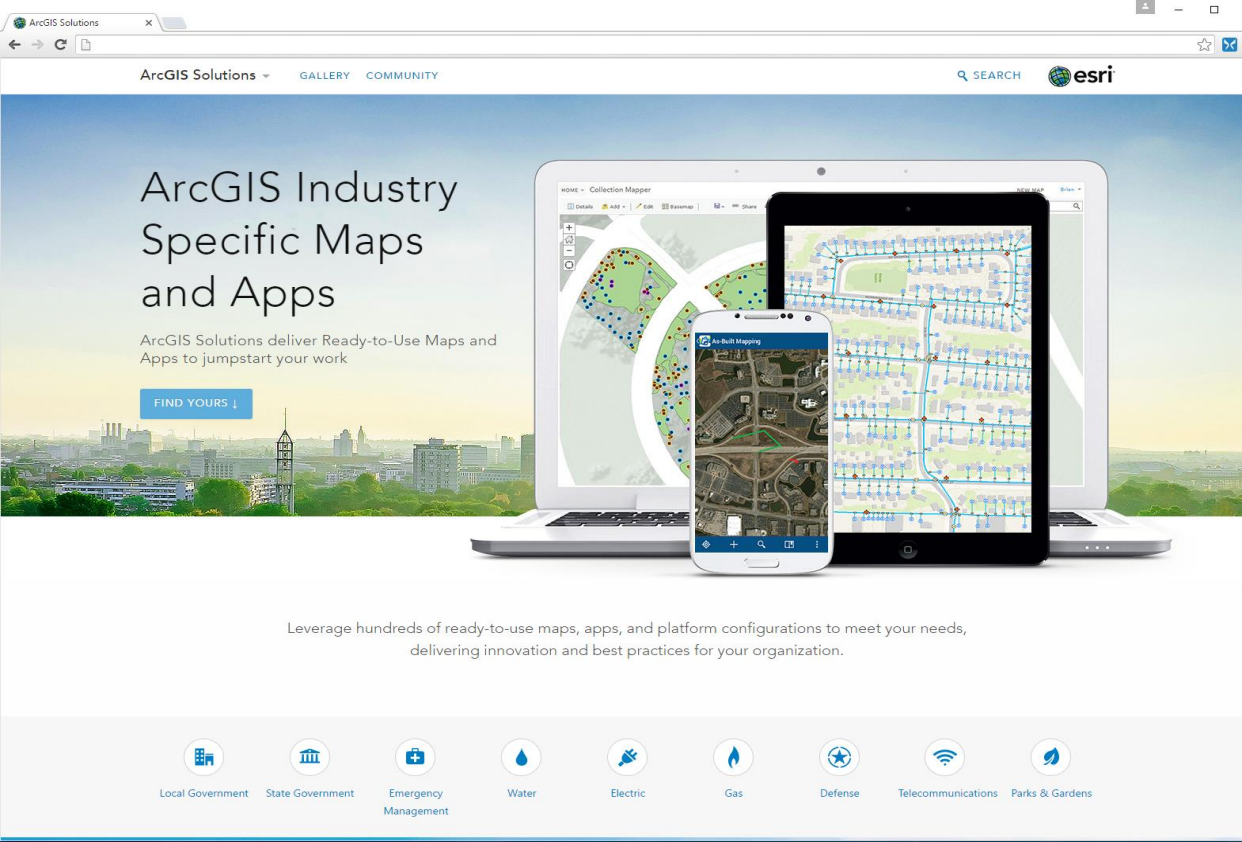 ArcGIS Solutions
ArcGIS Solutions
GALLERY
COMMUNITY
SEARCH
esri
ArcGIS Industry
Specific Maps
and Apps
ArcGIS Solutions deliver Ready-to-Use Maps and
Apps to jumpstart your work
FIND YOURS ↓
HOME Collection Mapper
NEW MAP
Brian
Details
Add
Edit
Basemap
Share
As-Built Mapping
Leverage hundreds of ready-to-use maps, apps, and platform configurations to meet your needs,
delivering innovation and best practices for your organization.
Local Government
State Government
Emergency
Management
Water
Electric
Gas
Defense
Telecommunications
Parks & Gardens